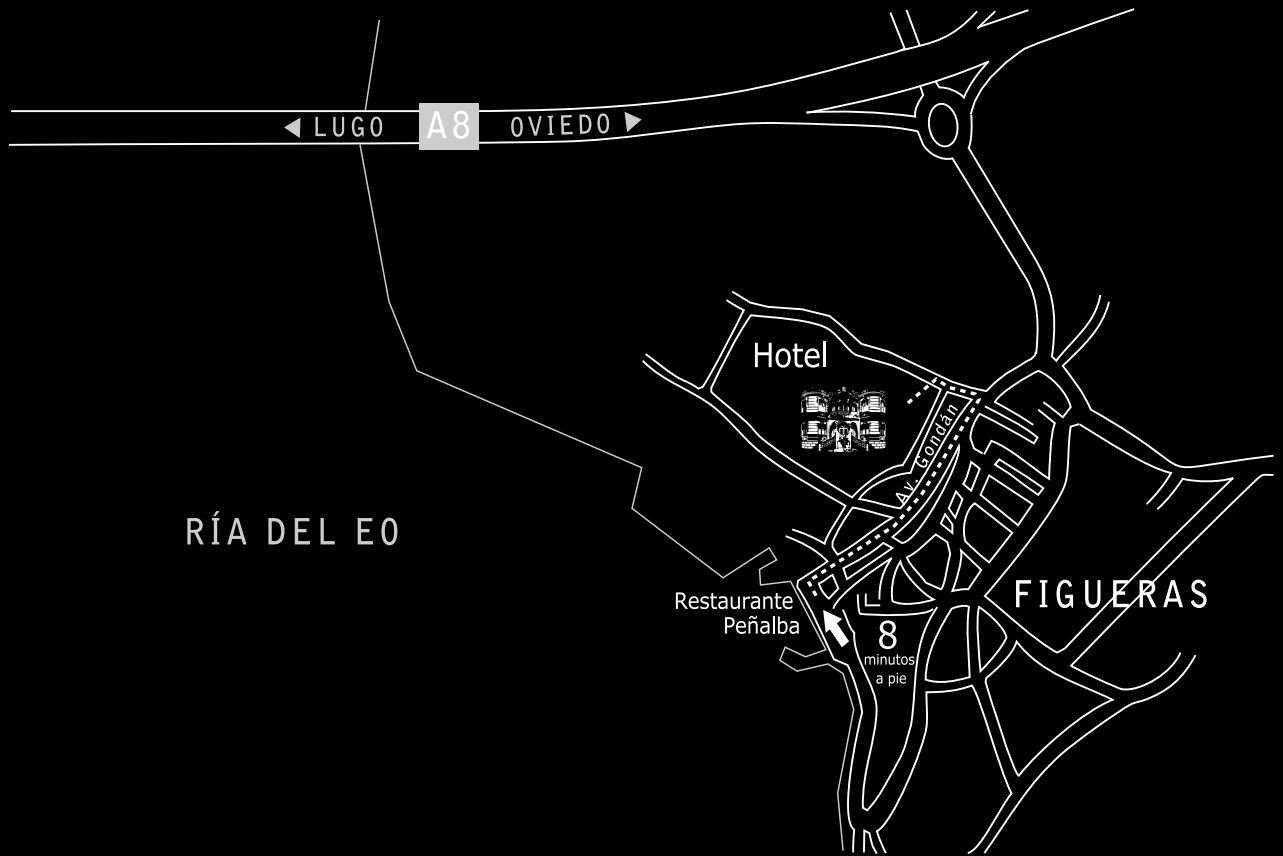 LUGO
A8
OVIEDO
Hotel
Av. Gondán
RÍA DEL EO
FIGUERAS
Restaurante
Peñalba
8
minutos
a pie